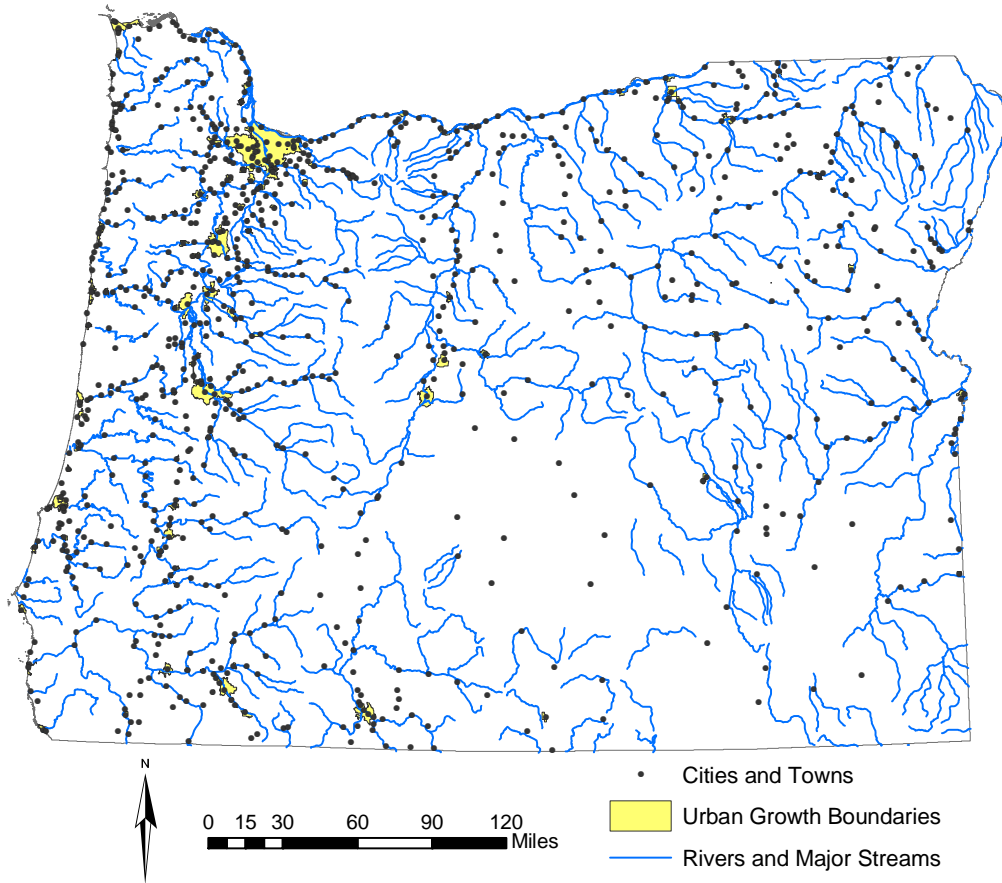 N
Cities and Towns
Urban Growth Boundaries
Rivers and Major Streams
0 15 30 60 90 120
Miles